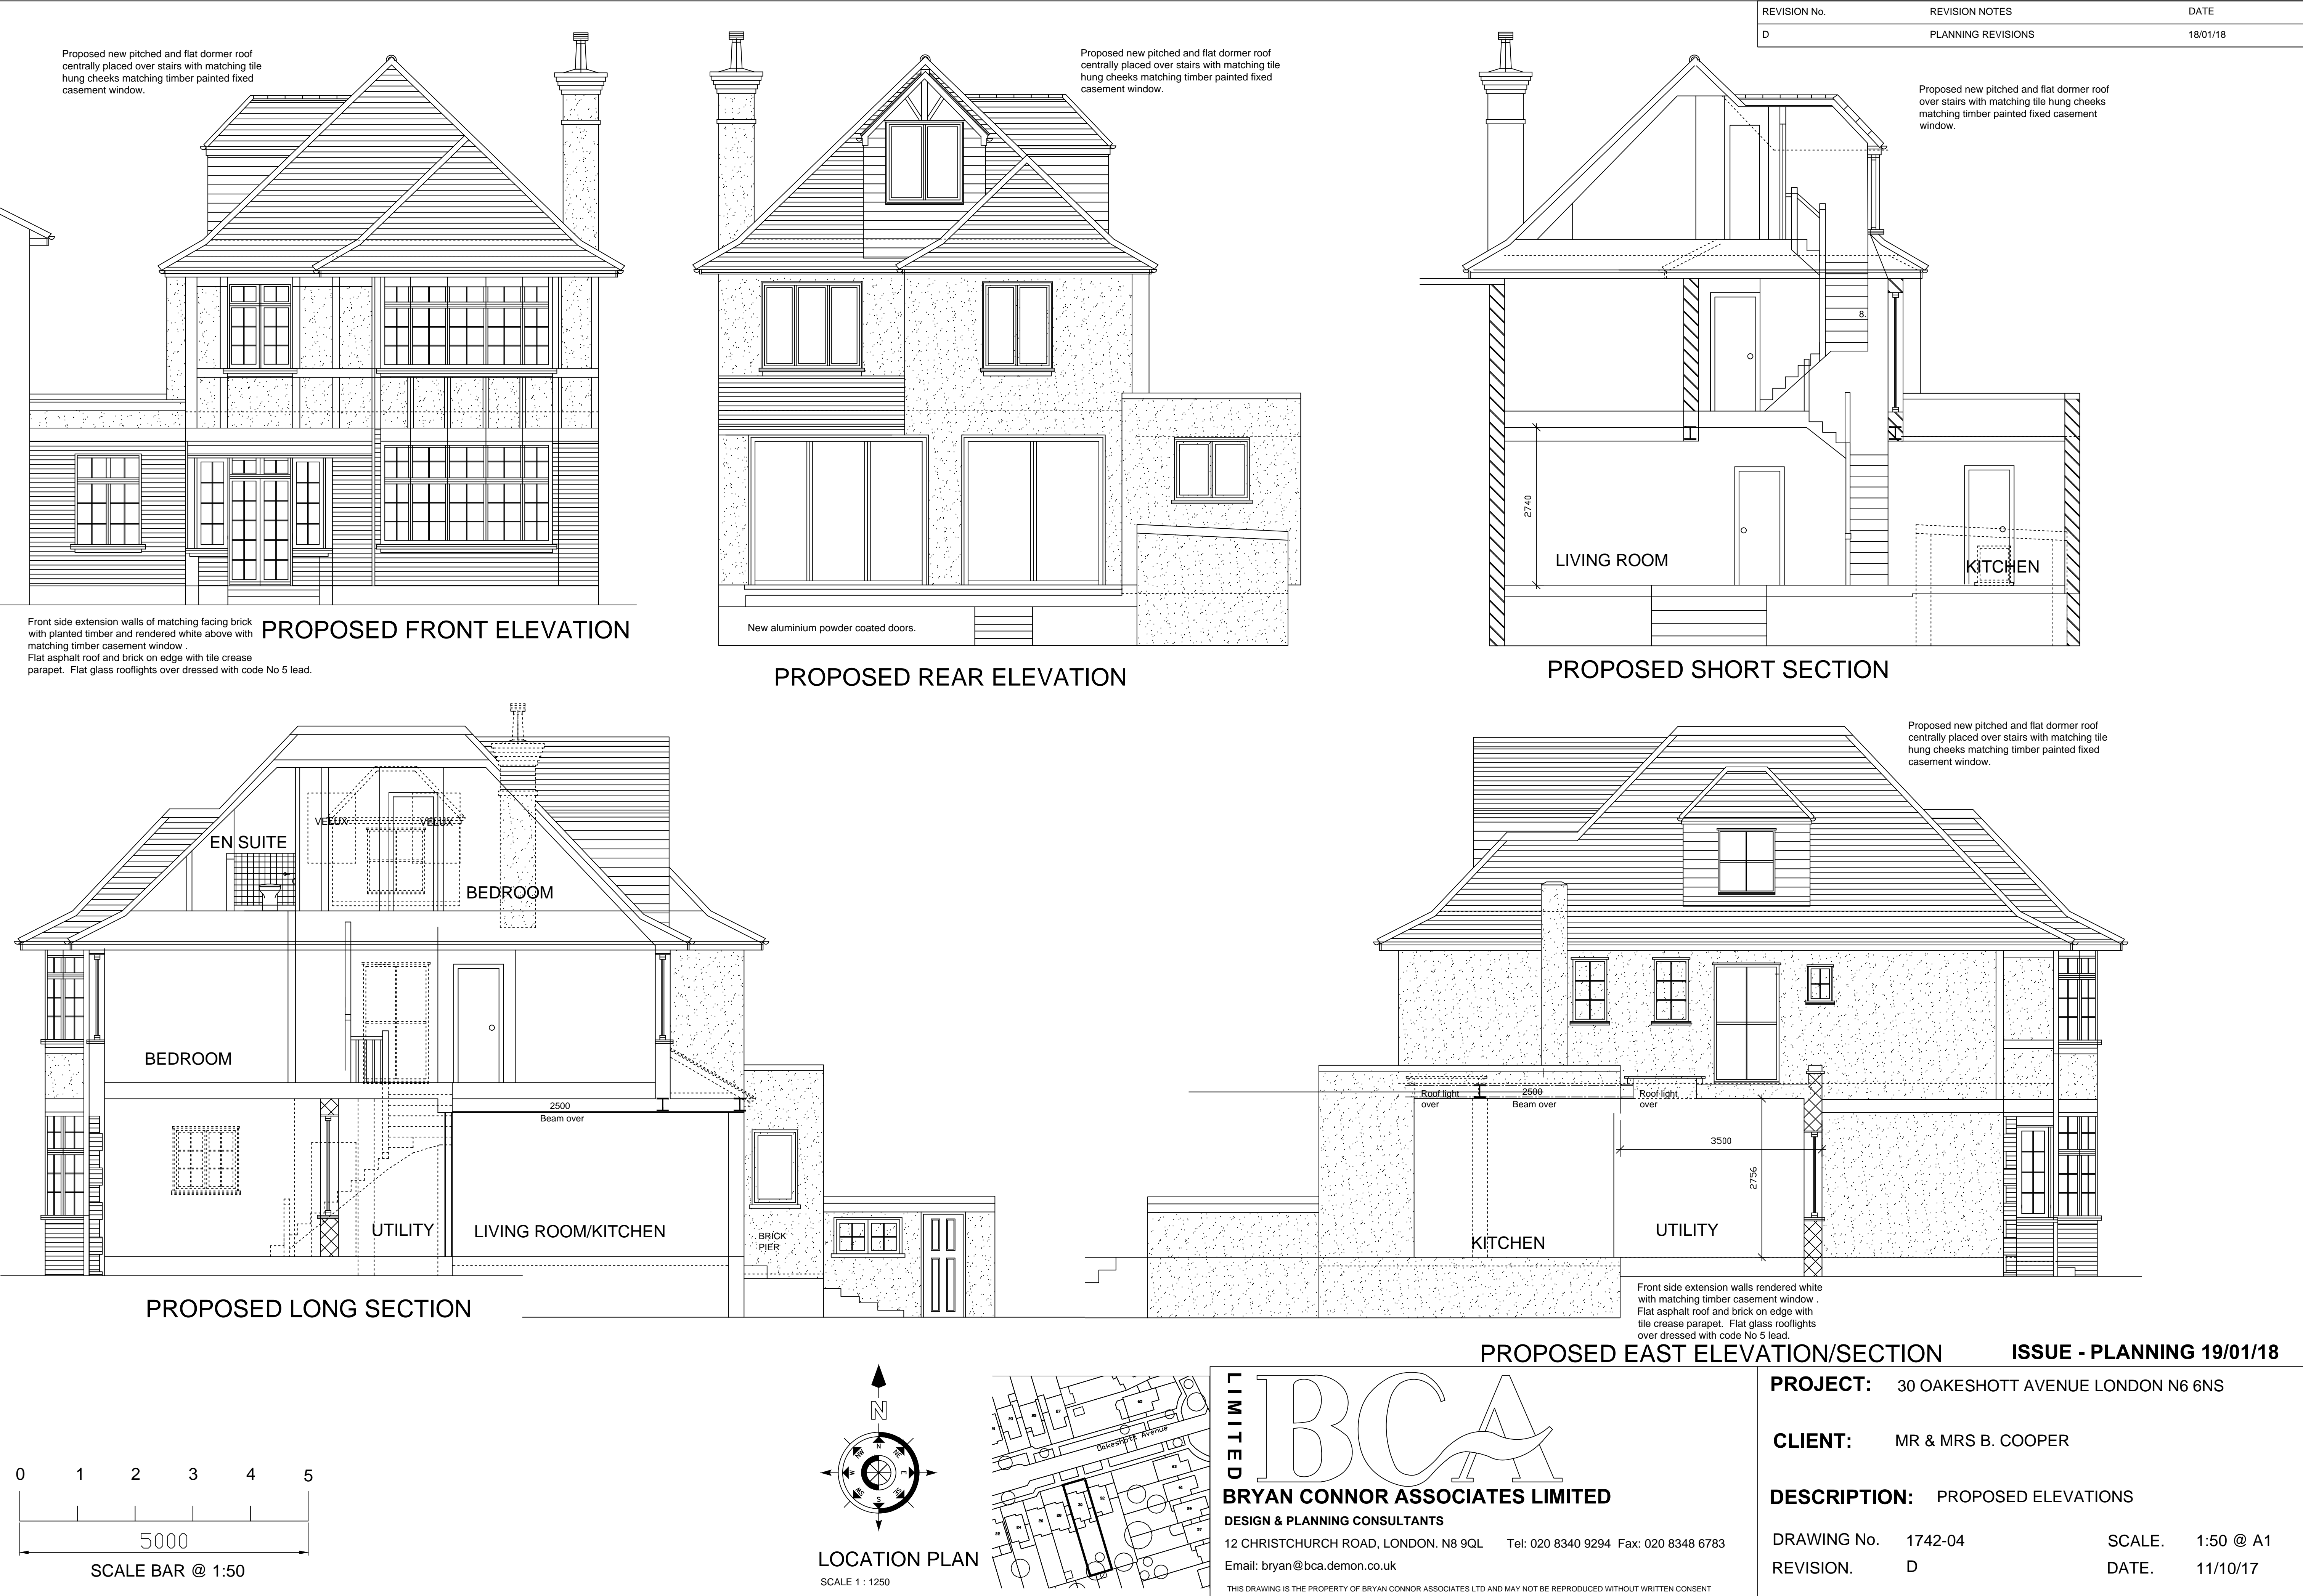 REVISION No. REVISION NOTES DATE
D PLANNING REVISIONS 18/01/18
Proposed new pitched and flat dormer roof
centrally placed over stairs with matching tile
hung cheeks matching timber painted fixed
casement window.
Proposed new pitched and flat dormer roof
centrally placed over stairs with matching tile
hung cheeks matching timber painted fixed
casement window.
Proposed new pitched and flat dormer roof
over stairs with matching tile hung cheeks
matching timber painted fixed casement
window.
8.
2740
LIVING ROOM
KITCHEN
Front side extension walls of matching facing brick
with planted timber and rendered white above with
matching timber casement window .
Flat asphalt roof and brick on edge with tile crease
parapet. Flat glass rooflights over dressed with code No 5 lead.
PROPOSED FRONT ELEVATION
New aluminium powder coated doors.
PROPOSED REAR ELEVATION
PROPOSED SHORT SECTION
VELUX
VELUX
EN SUITE
BEDROOM
BEDROOM
2500
Beam over
UTILITY
LIVING ROOM/KITCHEN
BRICK
PIER
PROPOSED LONG SECTION
Proposed new pitched and flat dormer roof
centrally placed over stairs with matching tile
hung cheeks matching timber painted fixed
casement window.
Roof light
over
2500
Beam over
Roof light
over
3500
2756
KITCHEN
UTILITY
Front side extension walls rendered white
with matching timber casement window .
Flat asphalt roof and brick on edge with
tile crease parapet. Flat glass rooflights
over dressed with code No 5 lead.
PROPOSED EAST ELEVATION/SECTION
ISSUE - PLANNING 19/01/18
0 1 2 3 4 5
5000
SCALE BAR @ 1:50
N
N
NE
E
SE
S
SW
W
NW
LOCATION PLAN
SCALE 1 : 1250
Oakeshott Avenue
30
32
LIMITED
BCA
BRYAN CONNOR ASSOCIATES LIMITED
DESIGN & PLANNING CONSULTANTS
12 CHRISTCHURCH ROAD, LONDON. N8 9QL Tel: 020 8340 9294 Fax: 020 8348 6783
Email: bryan@bca.demon.co.uk
THIS DRAWING IS THE PROPERTY OF BRYAN CONNOR ASSOCIATES LTD AND MAY NOT BE REPRODUCED WITHOUT WRITTEN CONSENT
PROJECT: 30 OAKESHOTT AVENUE LONDON N6 6NS
CLIENT: MR & MRS B. COOPER
DESCRIPTION: PROPOSED ELEVATIONS
DRAWING No. 1742-04 SCALE. 1:50 @ A1
REVISION. D DATE. 11/10/17